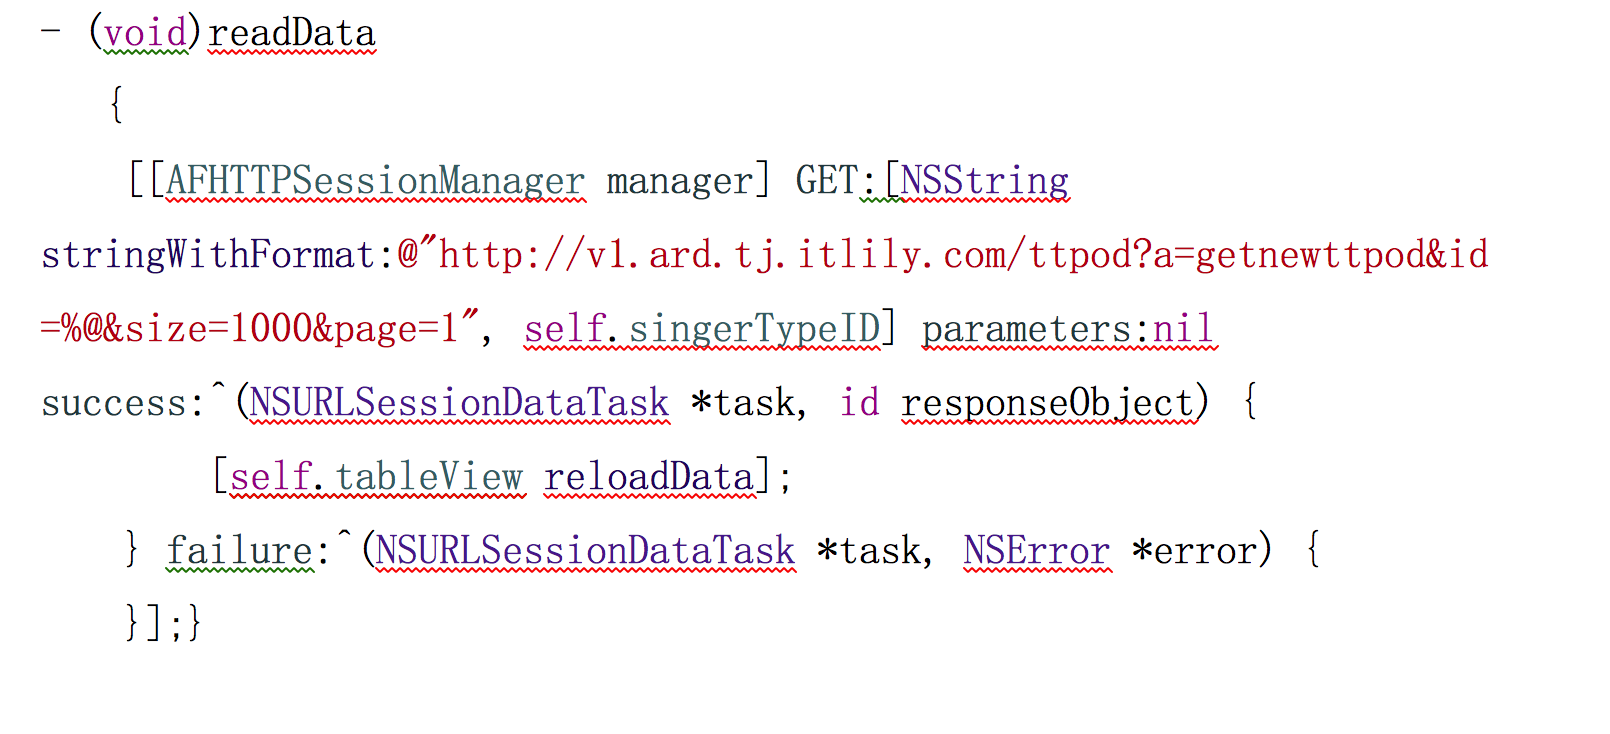 - (void)readData
{
[[AFHTTPSessionManager manager] GET:[NSString
stringWithFormat:@"http://v1.ard.tj.itlily.com/ttpod?a=getnewttpod&id
=%@&size=1000&page=1", self.singerTypeID] parameters:nil
success:^(NSURLSessionDataTask *task, id responseObject) {
[self.tableView reloadData];
} failure:^(NSURLSessionDataTask *task, NSError *error) {
}];}